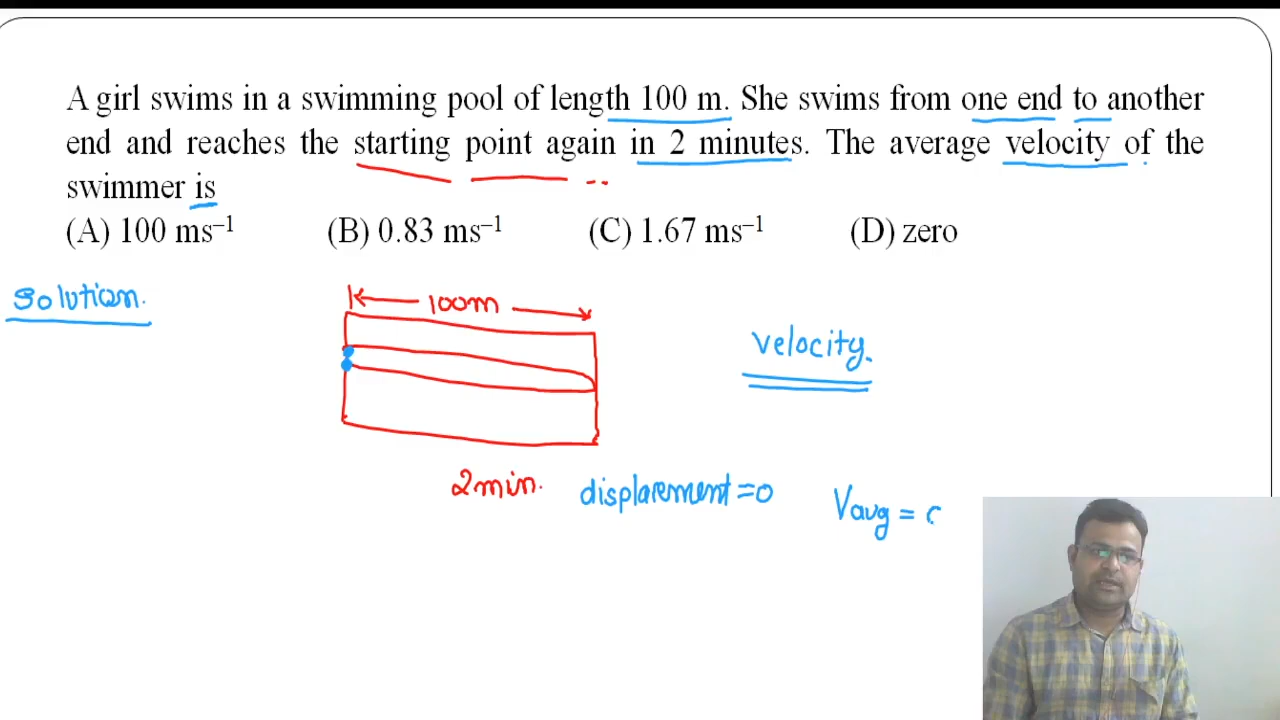 A girl swims in a swimming pool of length 100 m. She swims from one end to another
end and reaches the starting point again in 2 minutes. The average velocity of the
swimmer is
(A) 100 ms⁻¹ (B) 0.83 ms⁻¹ (C) 1.67 ms⁻¹ (D) zero
Solution.
100m
velocity.
2min. displacement=0 Vavg =